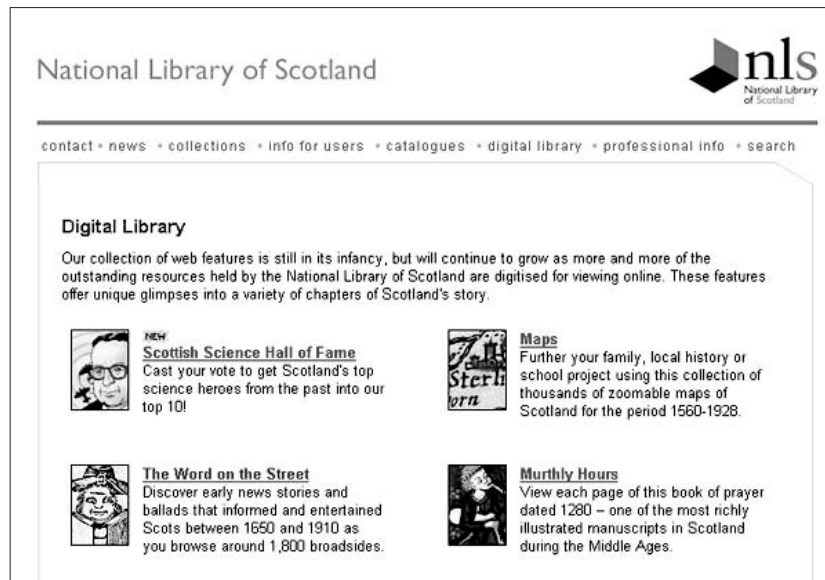 National Library of Scotland
nls
National Library
of Scotland
contact • news • collections • info for users • catalogues • digital library • professional info • search
Digital Library
Our collection of web features is still in its infancy, but will continue to grow as more and more of the
outstanding resources held by the National Library of Scotland are digitised for viewing online. These features
offer unique glimpses into a variety of chapters of Scotland's story.
NEW
Scottish Science Hall of Fame
Cast your vote to get Scotland's top
science heroes from the past into our
top 10!
Maps
Further your family, local history or
school project using this collection of
thousands of zoomable maps of
Scotland for the period 1560-1928.
Sterli
orn
The Word on the Street
Discover early news stories and
ballads that informed and entertained
Scots between 1650 and 1910 as
you browse around 1,800 broadsides.
Murthly Hours
View each page of this book of prayer
dated 1280 – one of the most richly
illustrated manuscripts in Scotland
during the Middle Ages.